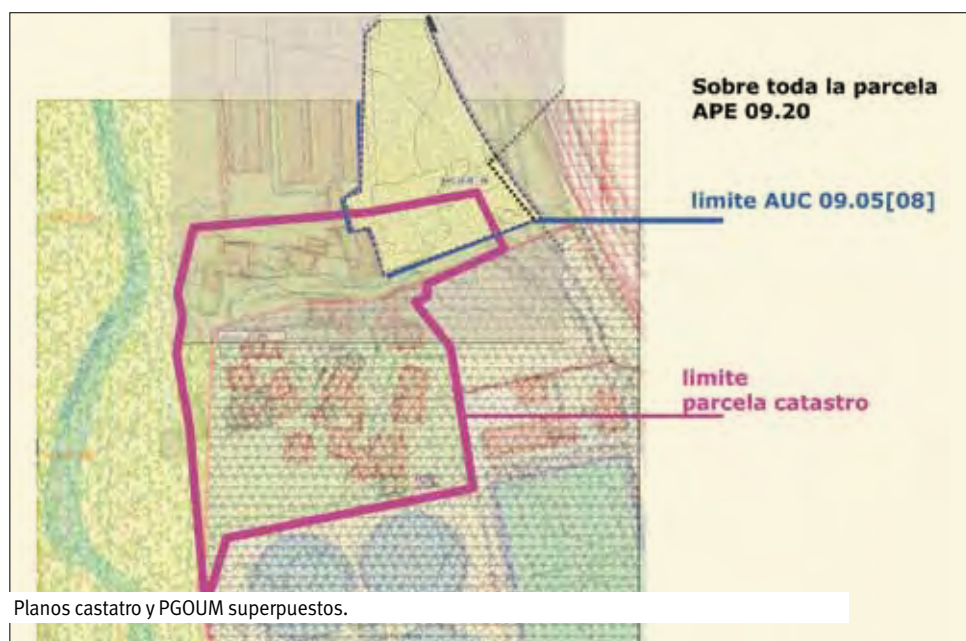 Sobre toda la parcela
APE 09.20
limite AUC 09.05[08]
limite
parcela catastro
Planos castatro y PGOUM superpuestos.